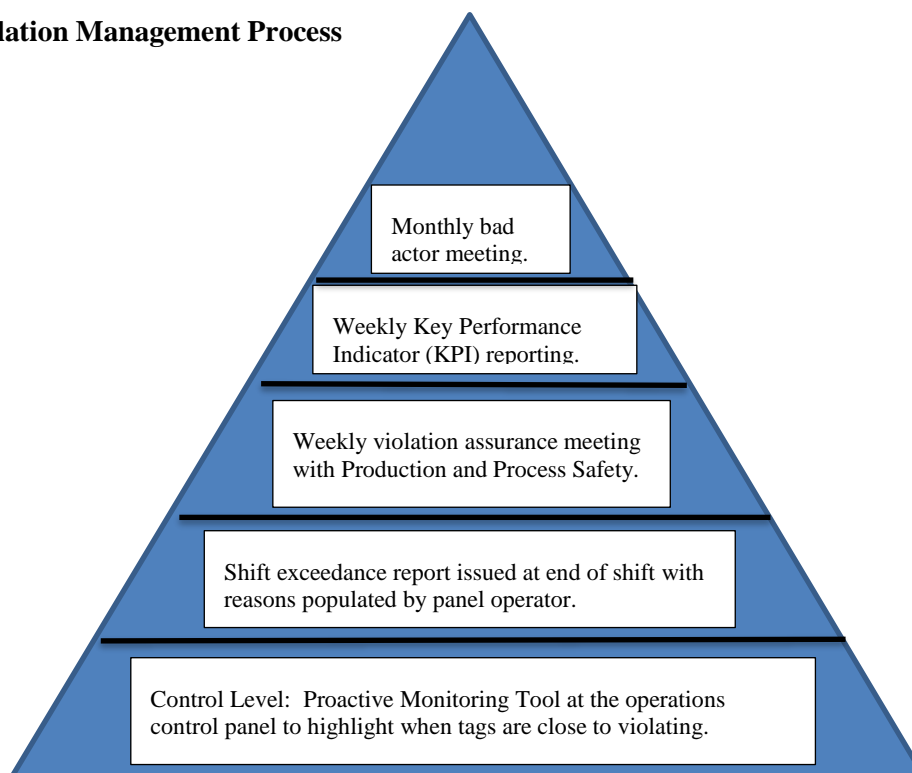 lation Management Process
Monthly bad
actor meeting.
Weekly Key Performance
Indicator (KPI) reporting.
Weekly violation assurance meeting
with Production and Process Safety.
Shift exceedance report issued at end of shift with
reasons populated by panel operator.
Control Level:  Proactive Monitoring Tool at the operations
control panel to highlight when tags are close to violating.